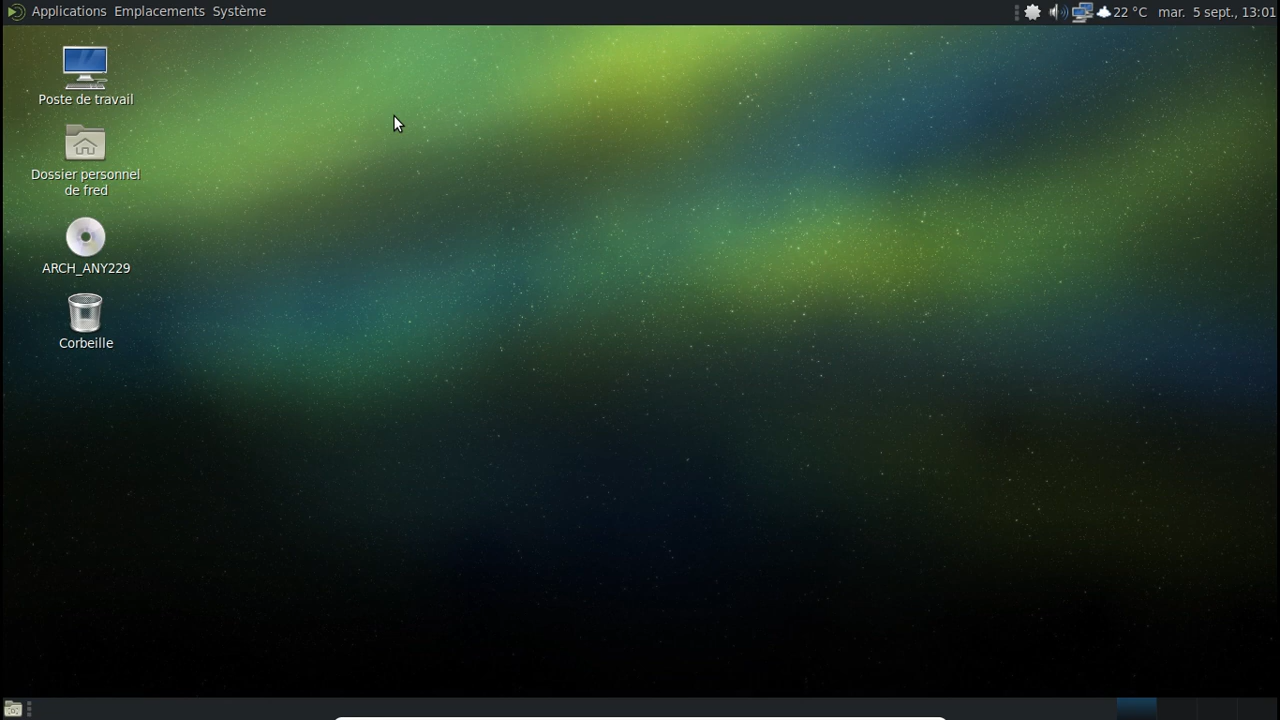 Applications Emplacements Système
22 °C mar. 5 sept., 13:01
Poste de travail
Dossier personnel
de fred
ARCH_ANY229
Corbeille